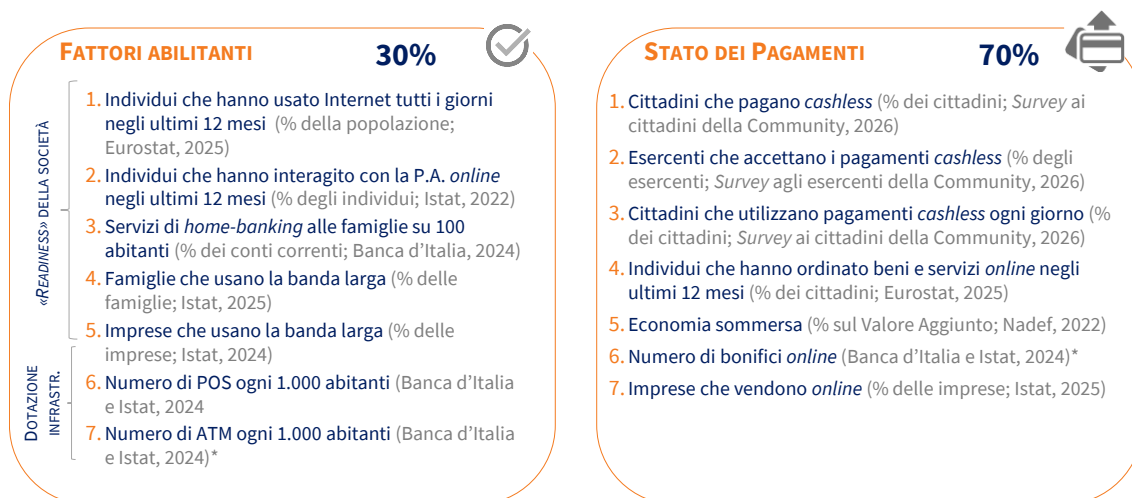 FATTORI ABILITANTI 30%
«READINESS» DELLA SOCIETÀ
1. Individui che hanno usato Internet tutti i giorni
negli ultimi 12 mesi (% della popolazione;
Eurostat, 2025)
2. Individui che hanno interagito con la P.A. online
negli ultimi 12 mesi (% degli individui; Istat, 2022)
3. Servizi di home-banking alle famiglie su 100
abitanti (% dei conti correnti; Banca d'Italia, 2024)
4. Famiglie che usano la banda larga (% delle
famiglie; Istat, 2025)
5. Imprese che usano la banda larga (% delle
imprese; Istat, 2024)
DOTAZIONE
INFRASTR.
6. Numero di POS ogni 1.000 abitanti (Banca d'Italia
e Istat, 2024
7. Numero di ATM ogni 1.000 abitanti (Banca d'Italia
e Istat, 2024)*
STATO DEI PAGAMENTI 70%
1. Cittadini che pagano cashless (% dei cittadini; Survey ai
cittadini della Community, 2026)
2. Esercenti che accettano i pagamenti cashless (% degli
esercenti; Survey agli esercenti della Community, 2026)
3. Cittadini che utilizzano pagamenti cashless ogni giorno (%
dei cittadini; Survey ai cittadini della Community, 2026)
4. Individui che hanno ordinato beni e servizi online negli
ultimi 12 mesi (% dei cittadini; Eurostat, 2025)
5. Economia sommersa (% sul Valore Aggiunto; Nadef, 2022)
6. Numero di bonifici online (Banca d'Italia e Istat, 2024)*
7. Imprese che vendono online (% delle imprese; Istat, 2025)